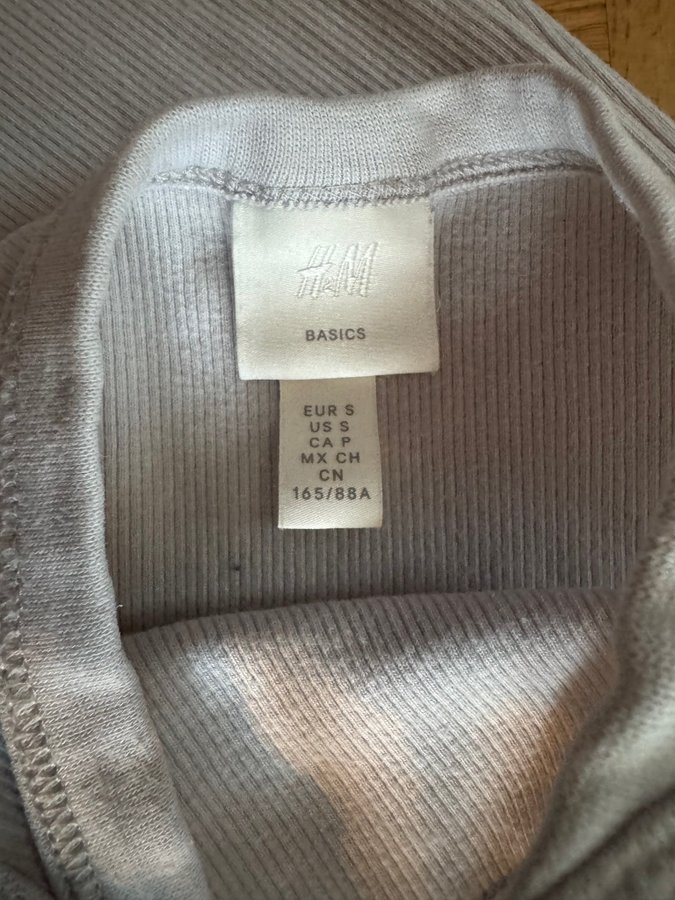 H&M
BASICS
EUR S
US S
CA P
MX CH
CN
165/88A